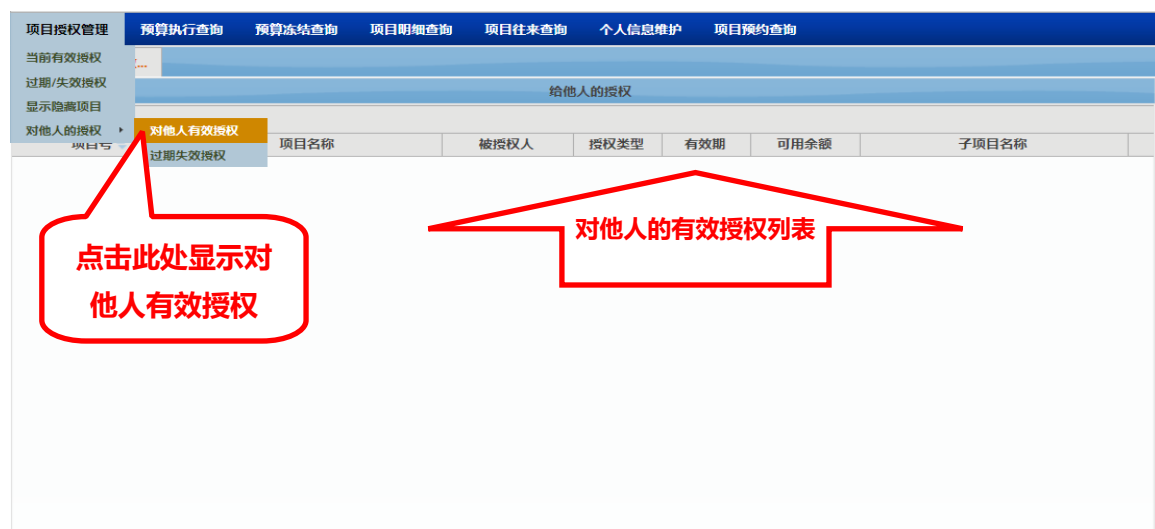 项目授权管理 预算执行查询 预算冻结查询 项目明细查询 项目往来查询 个人信息维护 项目预约查询
当前有效授权
...
过期/失效授权
给他人的授权
显示隐藏项目
对他人的授权 对他人有效授权
项目号 项目名称 被授权人 授权类型 有效期 可用余额 子项目名称
过期失效授权
对他人的有效授权列表
点击此处显示对
他人有效授权